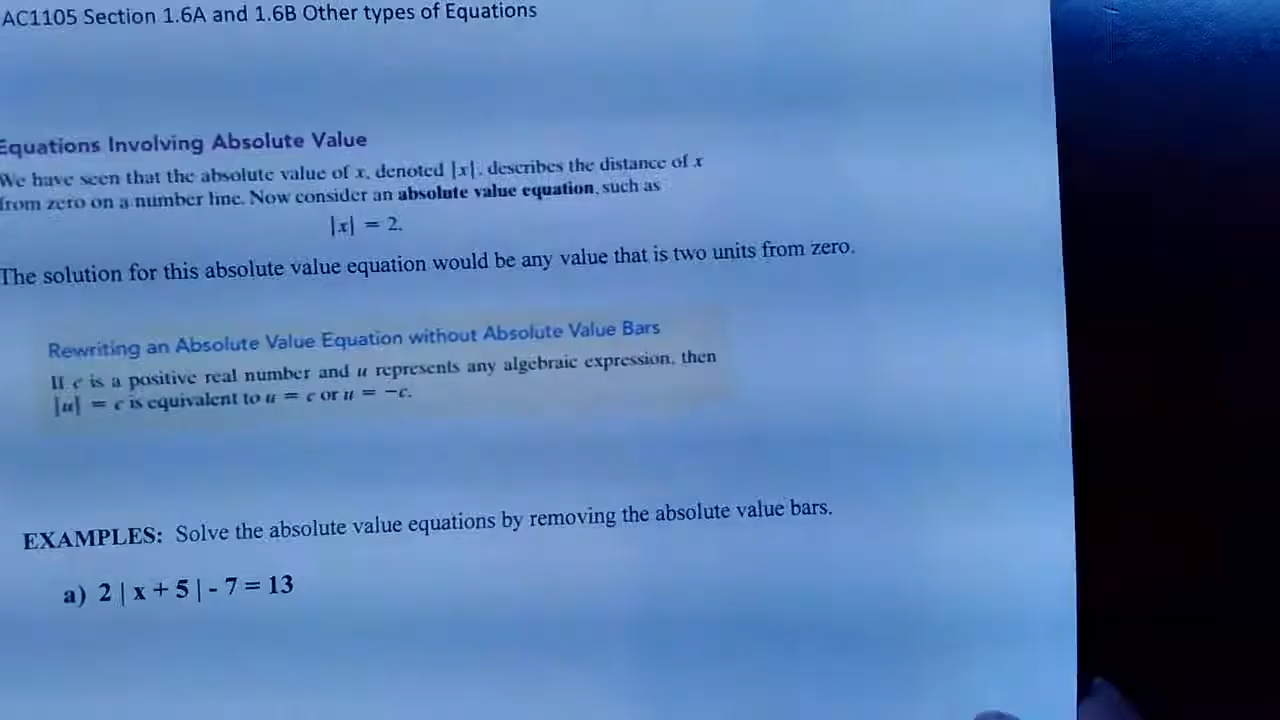 AC1105 Section 1.6A and 1.6B Other types of Equations
Equations Involving Absolute Value
We have seen that the absolute value of x, denoted |x|, describes the distance of x
from zero on a number line. Now consider an absolute value equation, such as
|x| = 2.
The solution for this absolute value equation would be any value that is two units from zero.
Rewriting an Absolute Value Equation without Absolute Value Bars
If c is a positive real number and u represents any algebraic expression, then
|u| = c is equivalent to u = c or u = −c.
EXAMPLES: Solve the absolute value equations by removing the absolute value bars.
a) 2 | x + 5 | - 7 = 13